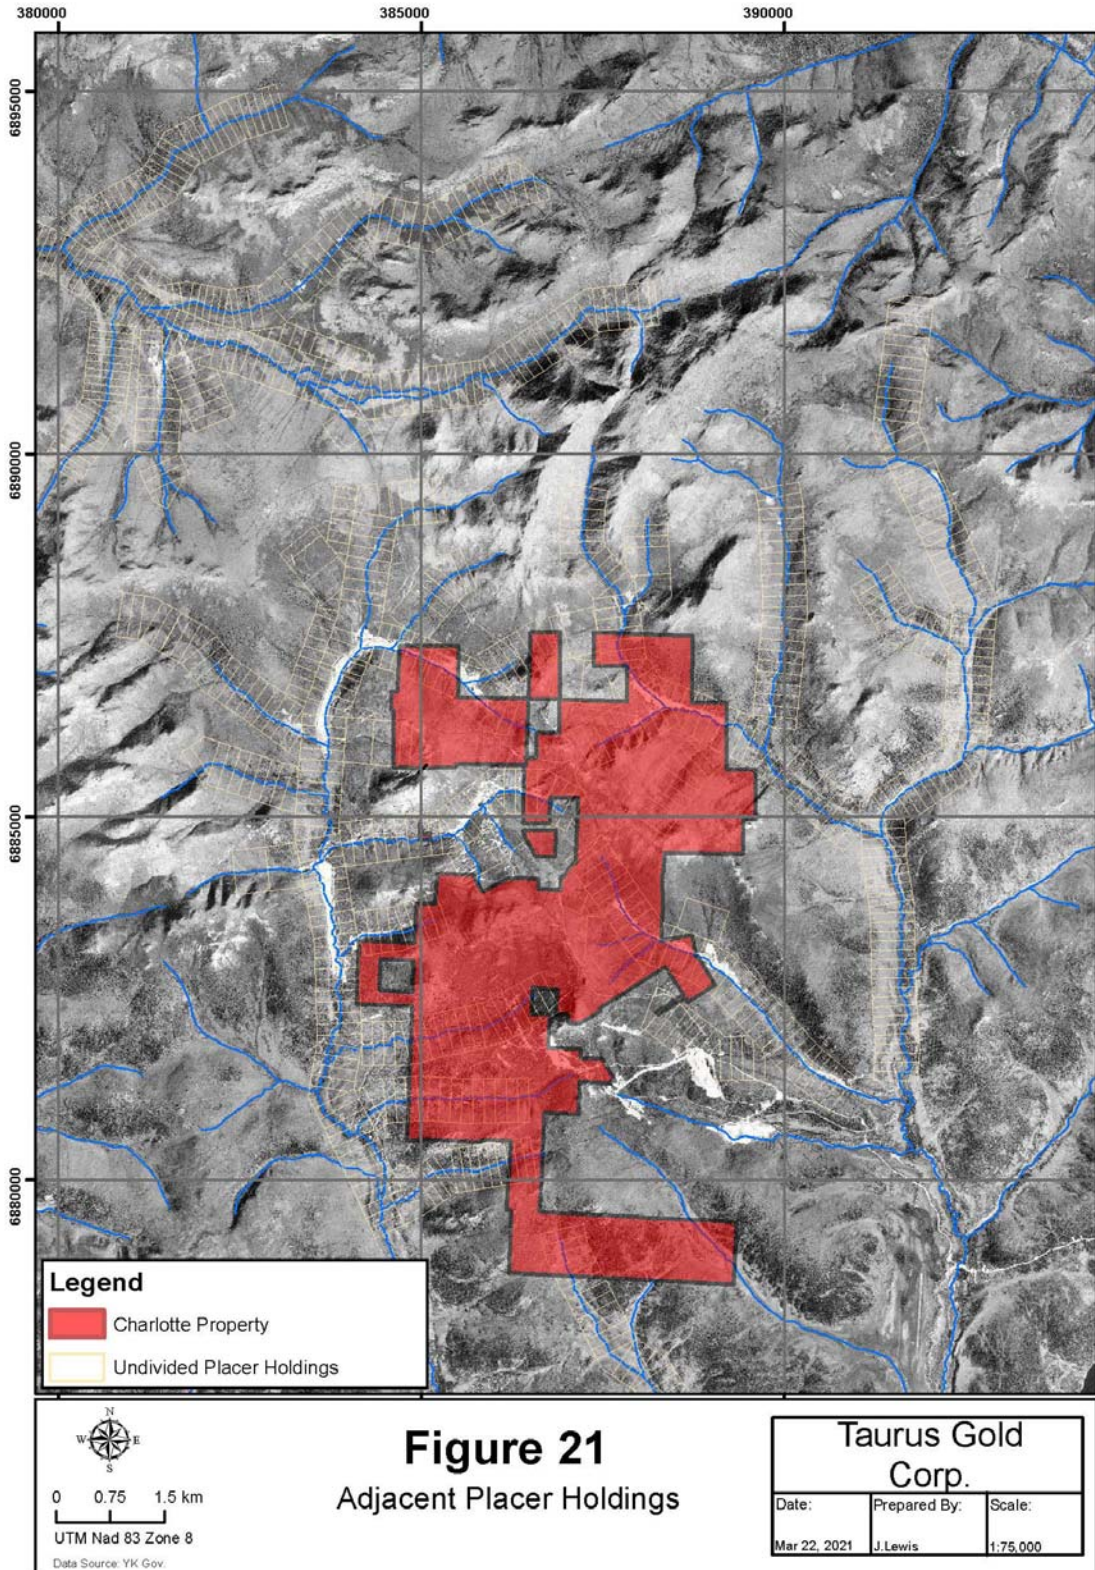 380000
385000
390000
6895000
6890000
6885000
6880000
Legend
Charlotte Property
Undivided Placer Holdings
N
W E
S
0 0.75 1.5 km
UTM Nad 83 Zone 8
Data Source: YK Gov.
Figure 21
Adjacent Placer Holdings
Taurus Gold
Corp.
Date: Prepared By: Scale:
Mar 22, 2021 J.Lewis 1:75,000